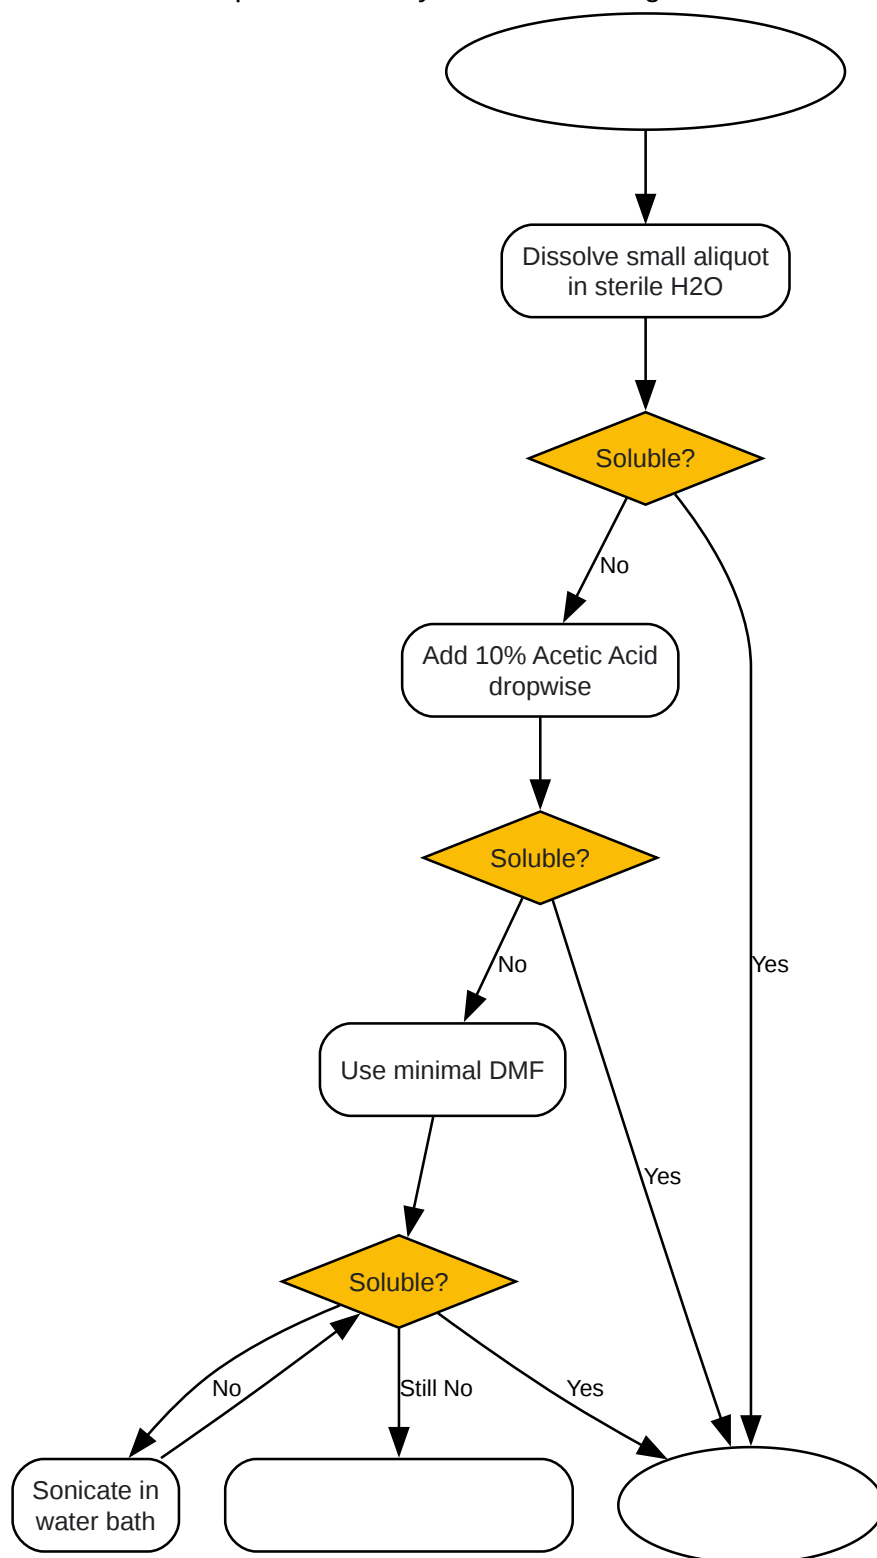 Dissolve small aliquot
in sterile H2O
Soluble?
No
Add 10% Acetic Acid
dropwise
Soluble?
No
Yes
Use minimal DMF
Yes
Soluble?
No
Still No
Yes
Sonicate in
water bath